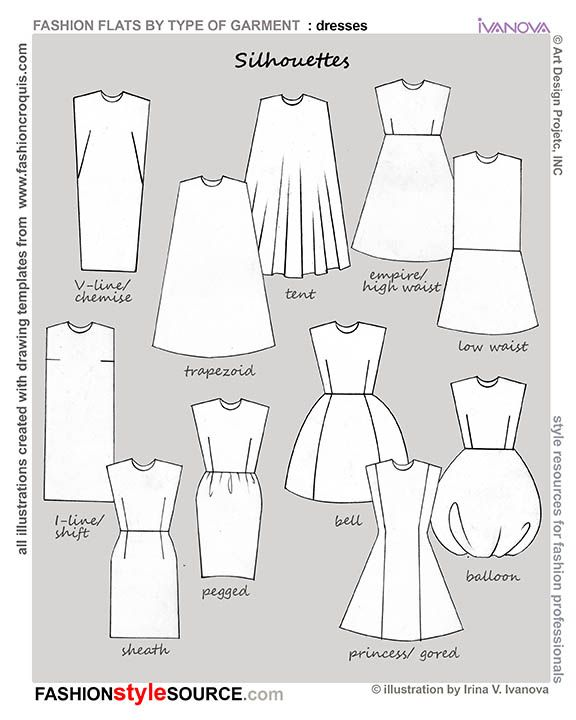 FASHION FLATS BY TYPE OF GARMENT : dresses
IVANOVA
© Art Design Projetc, INC
Silhouettes
all illustrations created with drawing templates from www.fashioncroquis.com
V-line/
chemise
trapezoid
tent
empire/
high waist
low waist
I-line/
shift
sheath
pegged
bell
princess/ gored
balloon
style resources for fashion professionals
FASHIONstyleSOURCE.com
© illustration by Irina V. Ivanova